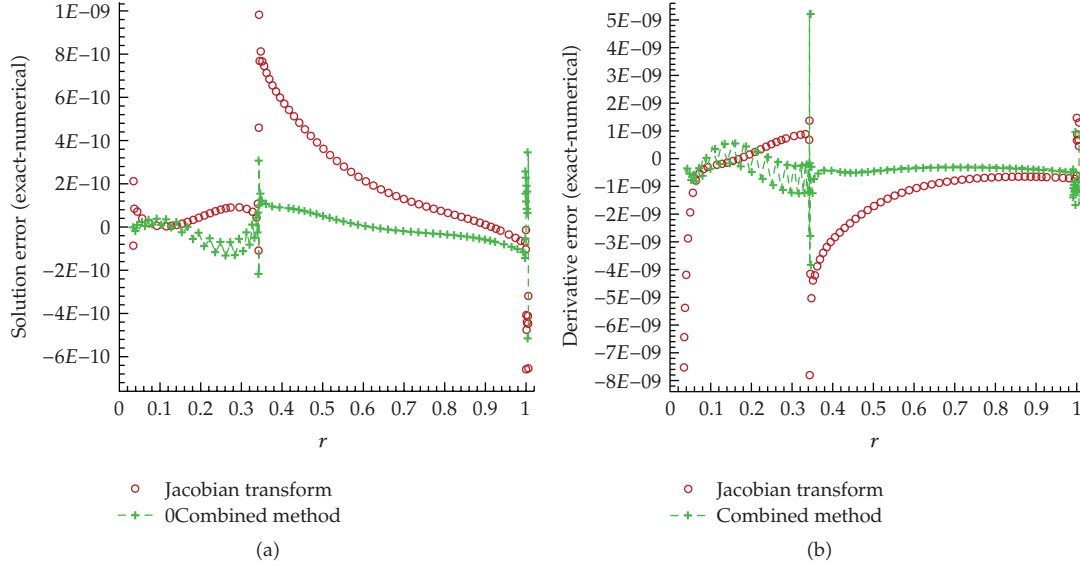 Solution error (exact-numerical)
1E−09
8E−10
6E−10
4E−10
2E−10
0
−2E−10
−4E−10
−6E−10
0 0.1 0.2 0.3 0.4 0.5 0.6 0.7 0.8 0.9 1
r
Jacobian transform
0Combined method
(a)
Derivative error (exact-numerical)
5E−09
5E−09
4E−09
2E−09
1E−09
0
−1E−09
−2E−09
−3E−09
−4E−09
−5E−09
−6E−09
−7E−09
−8E−09
0 0.1 0.2 0.3 0.4 0.5 0.6 0.7 0.8 0.9 1
r
Jacobian transform
Combined method
(b)